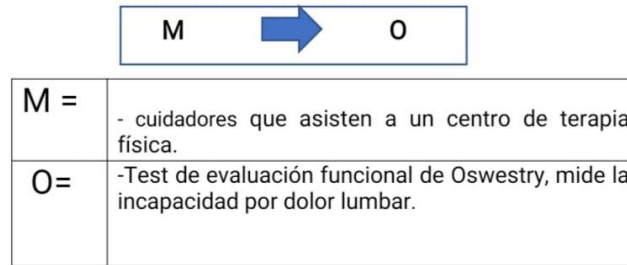 M O
M =
- cuidadores que asisten a un centro de terapia
física.
O=
-Test de evaluación funcional de Oswestry, mide la
incapacidad por dolor lumbar.